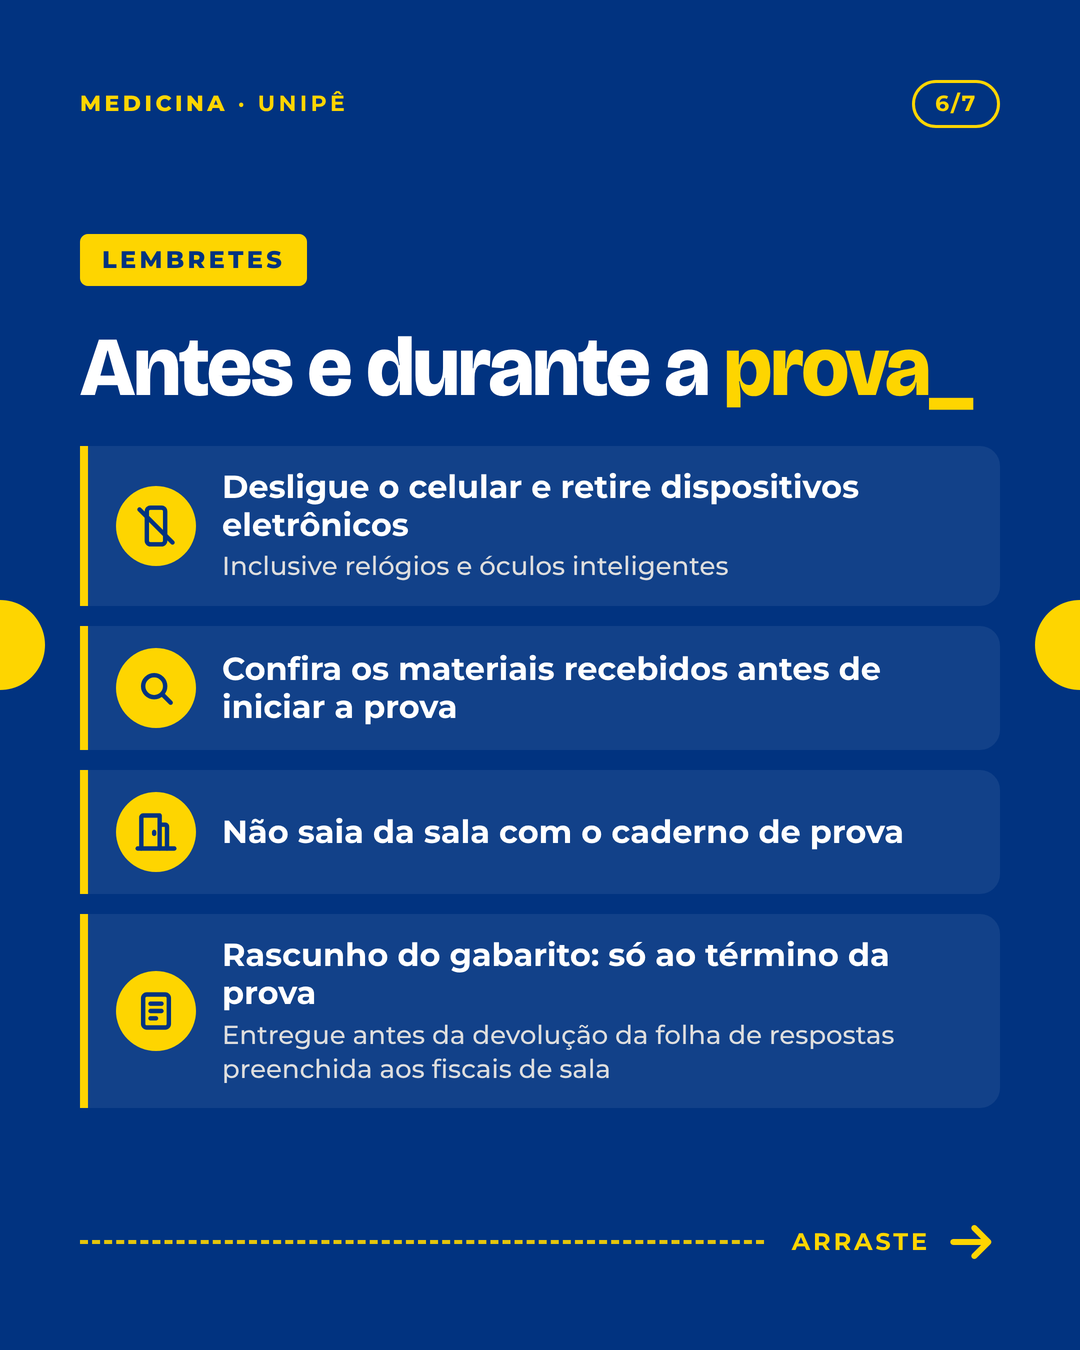 MEDICINA · UNIPÊ
6/7
LEMBRETES
Antes e durante a prova_
Desligue o celular e retire dispositivos
eletrônicos
Inclusive relógios e óculos inteligentes
Confira os materiais recebidos antes de
iniciar a prova
Não saia da sala com o caderno de prova
Rascunho do gabarito: só ao término da
prova
Entregue antes da devolução da folha de respostas
preenchida aos fiscais de sala
ARRASTE